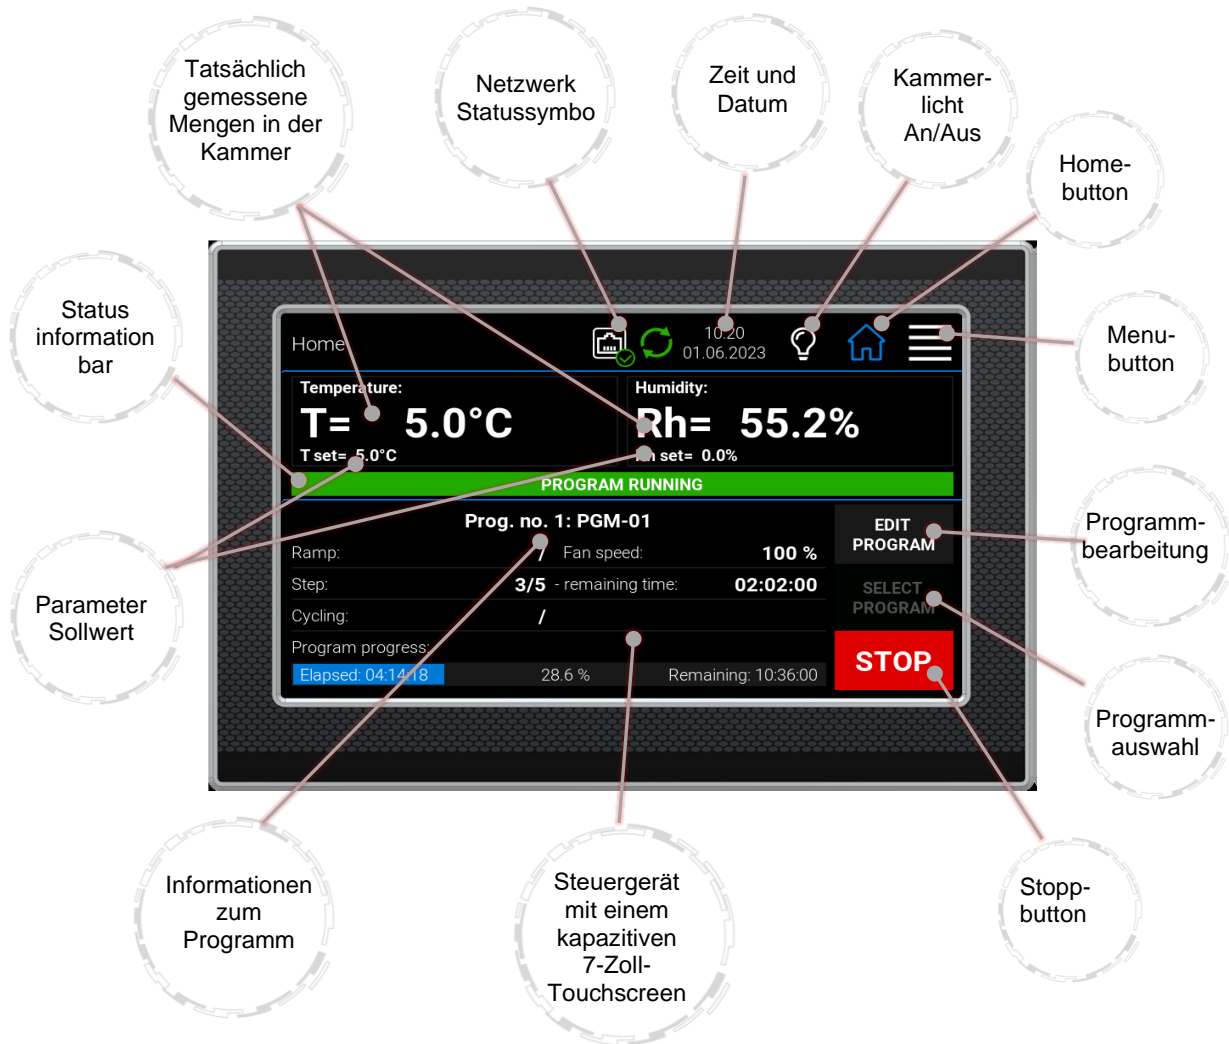 Tatsächlich
gemessene
Mengen in der
Kammer
Netzwerk
Statussymbo
Zeit und
Datum
Kammer-
licht
An/Aus
Home-
button
Status
information
bar
Menu-
button
Home
10:20
01.06.2023
Temperature:
T= 5.0°C
T set= 5.0°C
Humidity:
Rh= 55.2%
Rh set= 0.0%
PROGRAM RUNNING
Prog. no. 1: PGM-01
Ramp: / Fan speed: 100 %
Step: 3/5 - remaining time: 02:02:00
Cycling: /
Program progress:
Elapsed: 04:14:18 28.6 % Remaining: 10:36:00
EDIT
PROGRAM
SELECT
PROGRAM
STOP
Programm-
bearbeitung
Parameter
Sollwert
Programm-
auswahl
Informationen
zum
Programm
Steuergerät
mit einem
kapazitiven
7-Zoll-
Touchscreen
Stopp-
button